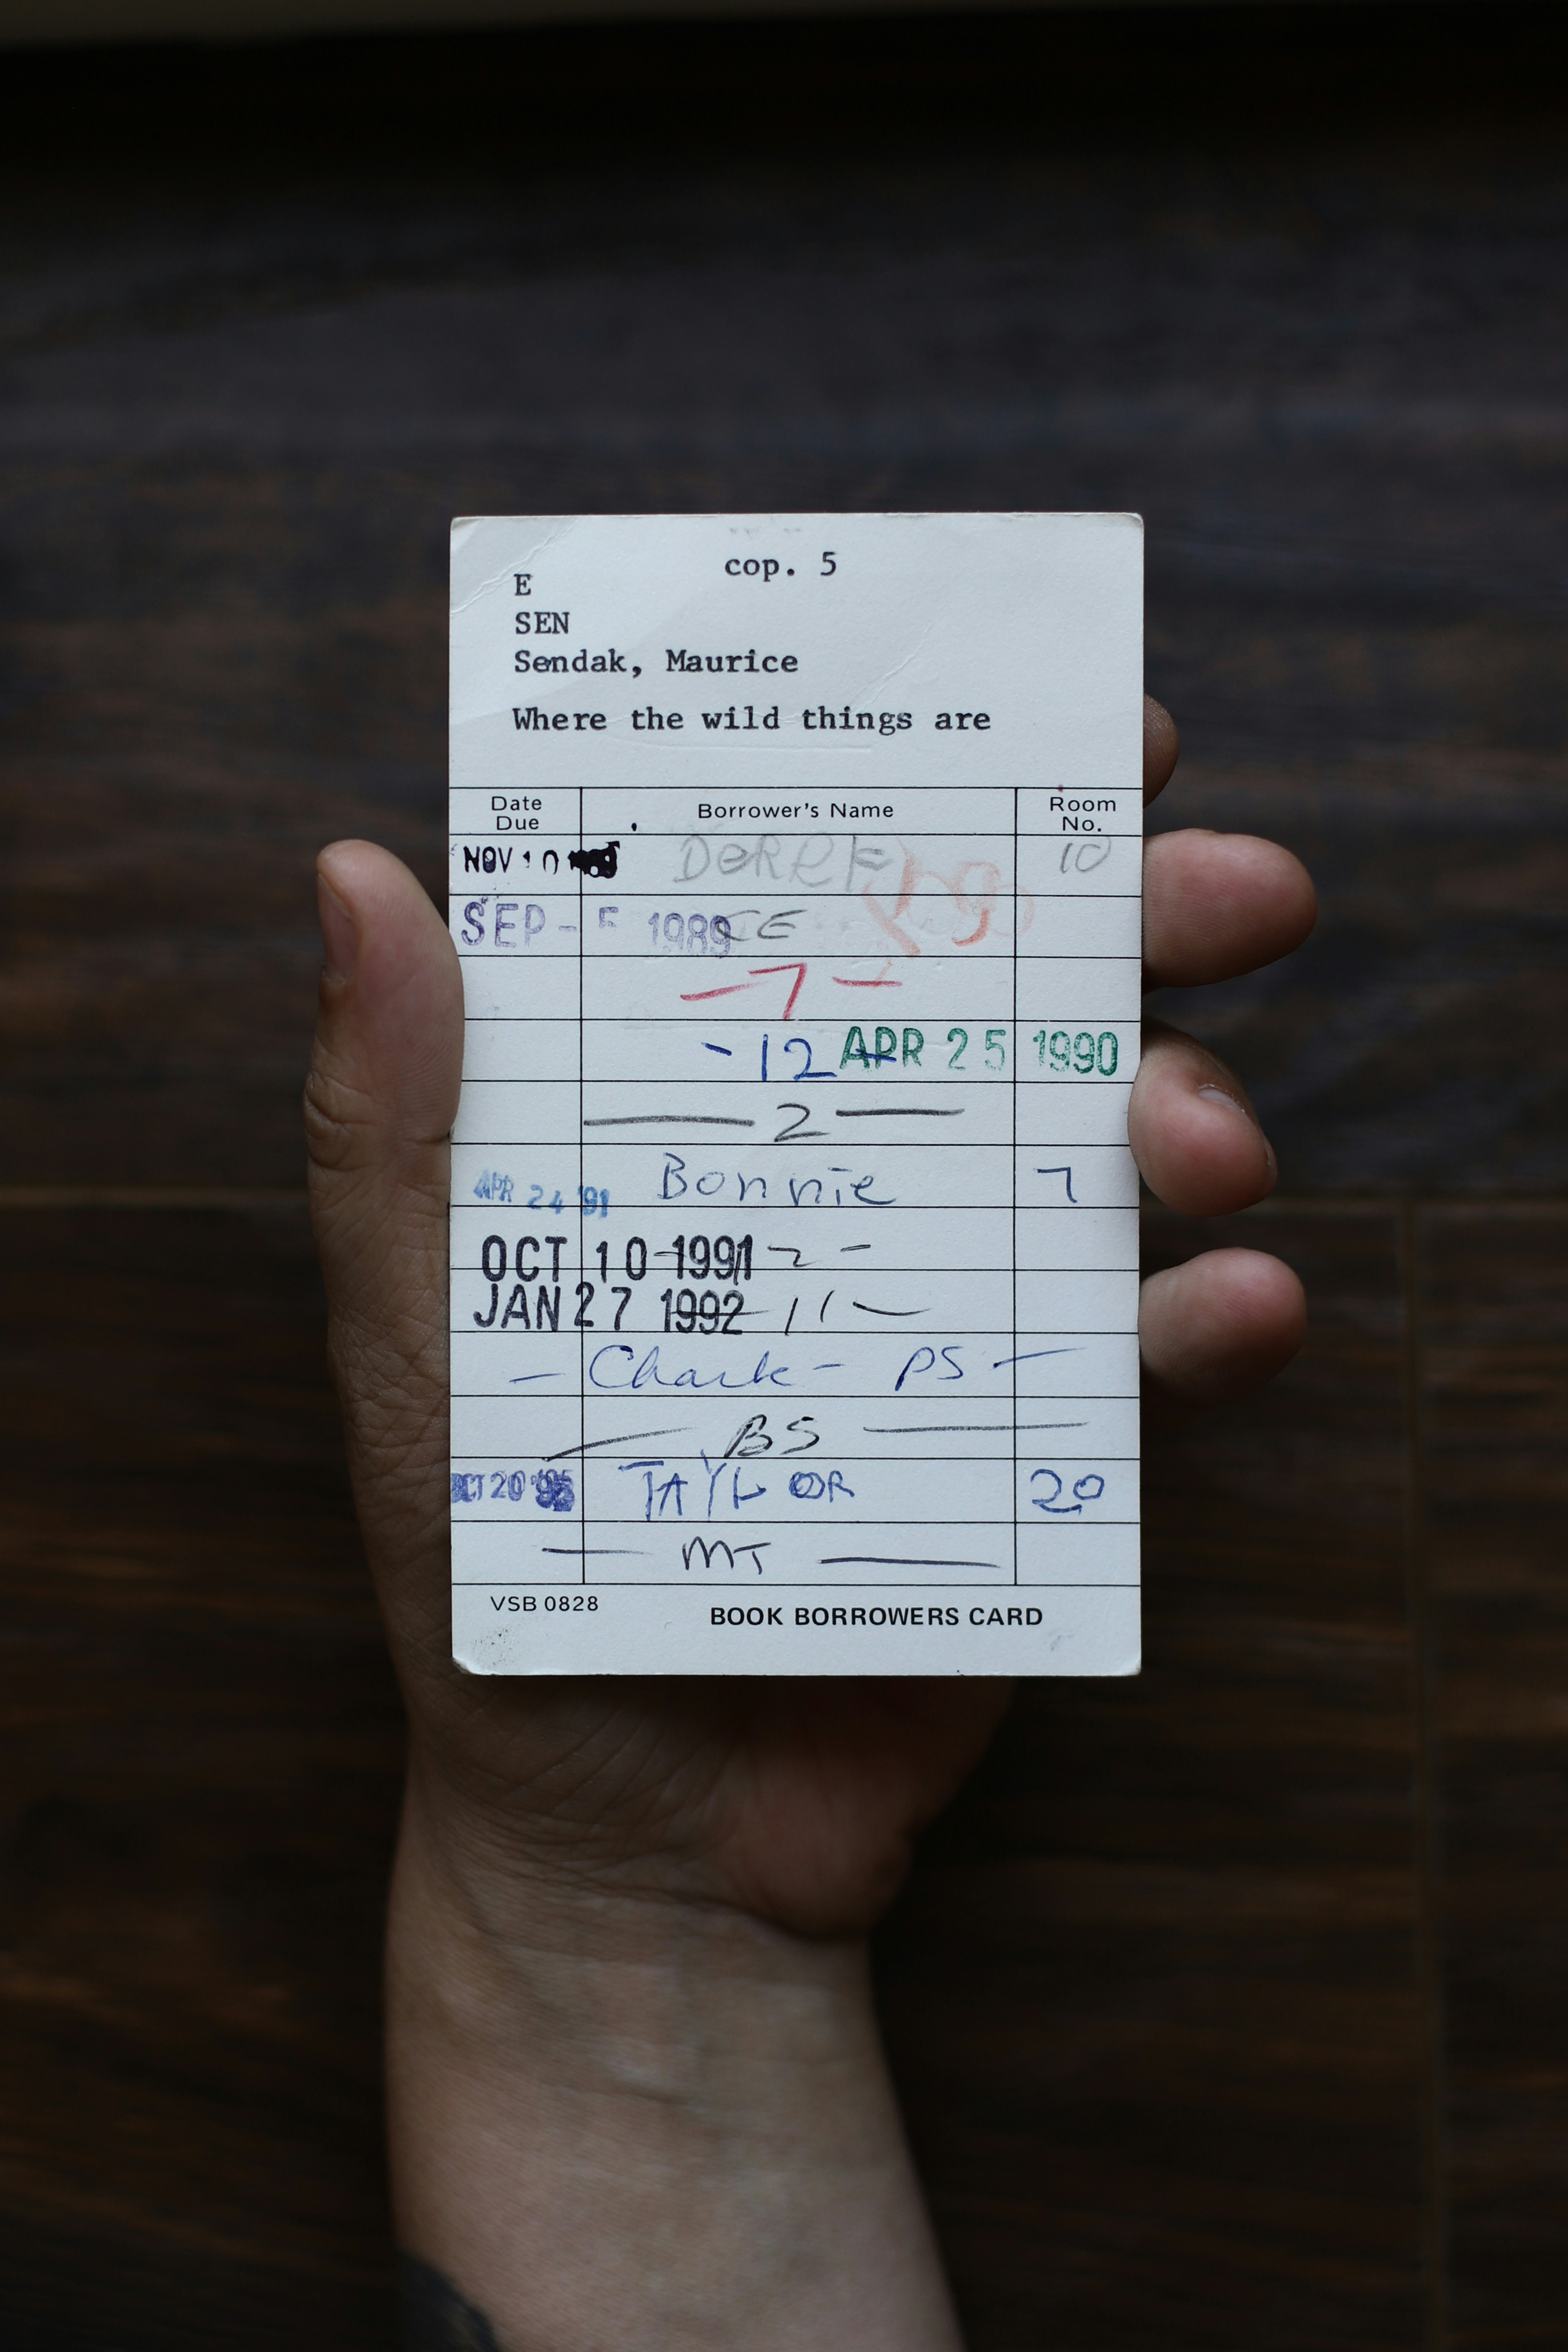 cop. 5
E
SEN
Sendak, Maurice
Where the wild things are
Date Due Borrower's Name Room No.
NOV 10 DeRek 10
SEP - 5 1989 CE
— 7 —
- 12 APR 25 1990
— 2 —
APR 24 '91 Bonnie 7
OCT 10 1991 - 2 -
JAN 27 1992 - 11 —
— Chark - PS —
— BS —
OCT 20 '95 TAYLOR 20
— MT —
VSB 0828 BOOK BORROWERS CARD